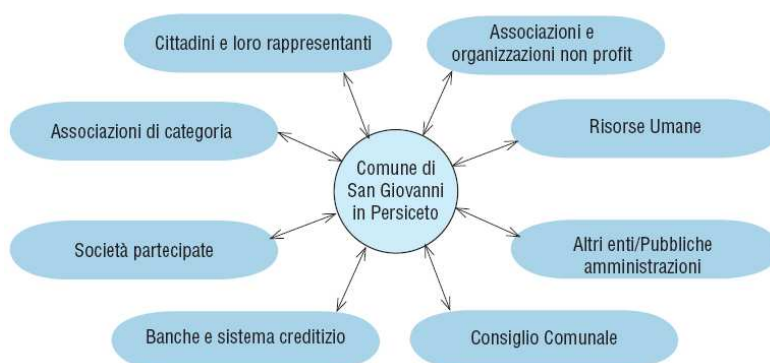 Cittadini e loro rappresentanti
Associazioni e
organizzazioni non profit
Associazioni di categoria
Risorse Umane
Comune di
San Giovanni
in Persiceto
Società partecipate
Altri enti/Pubbliche
amministrazioni
Banche e sistema creditizio
Consiglio Comunale